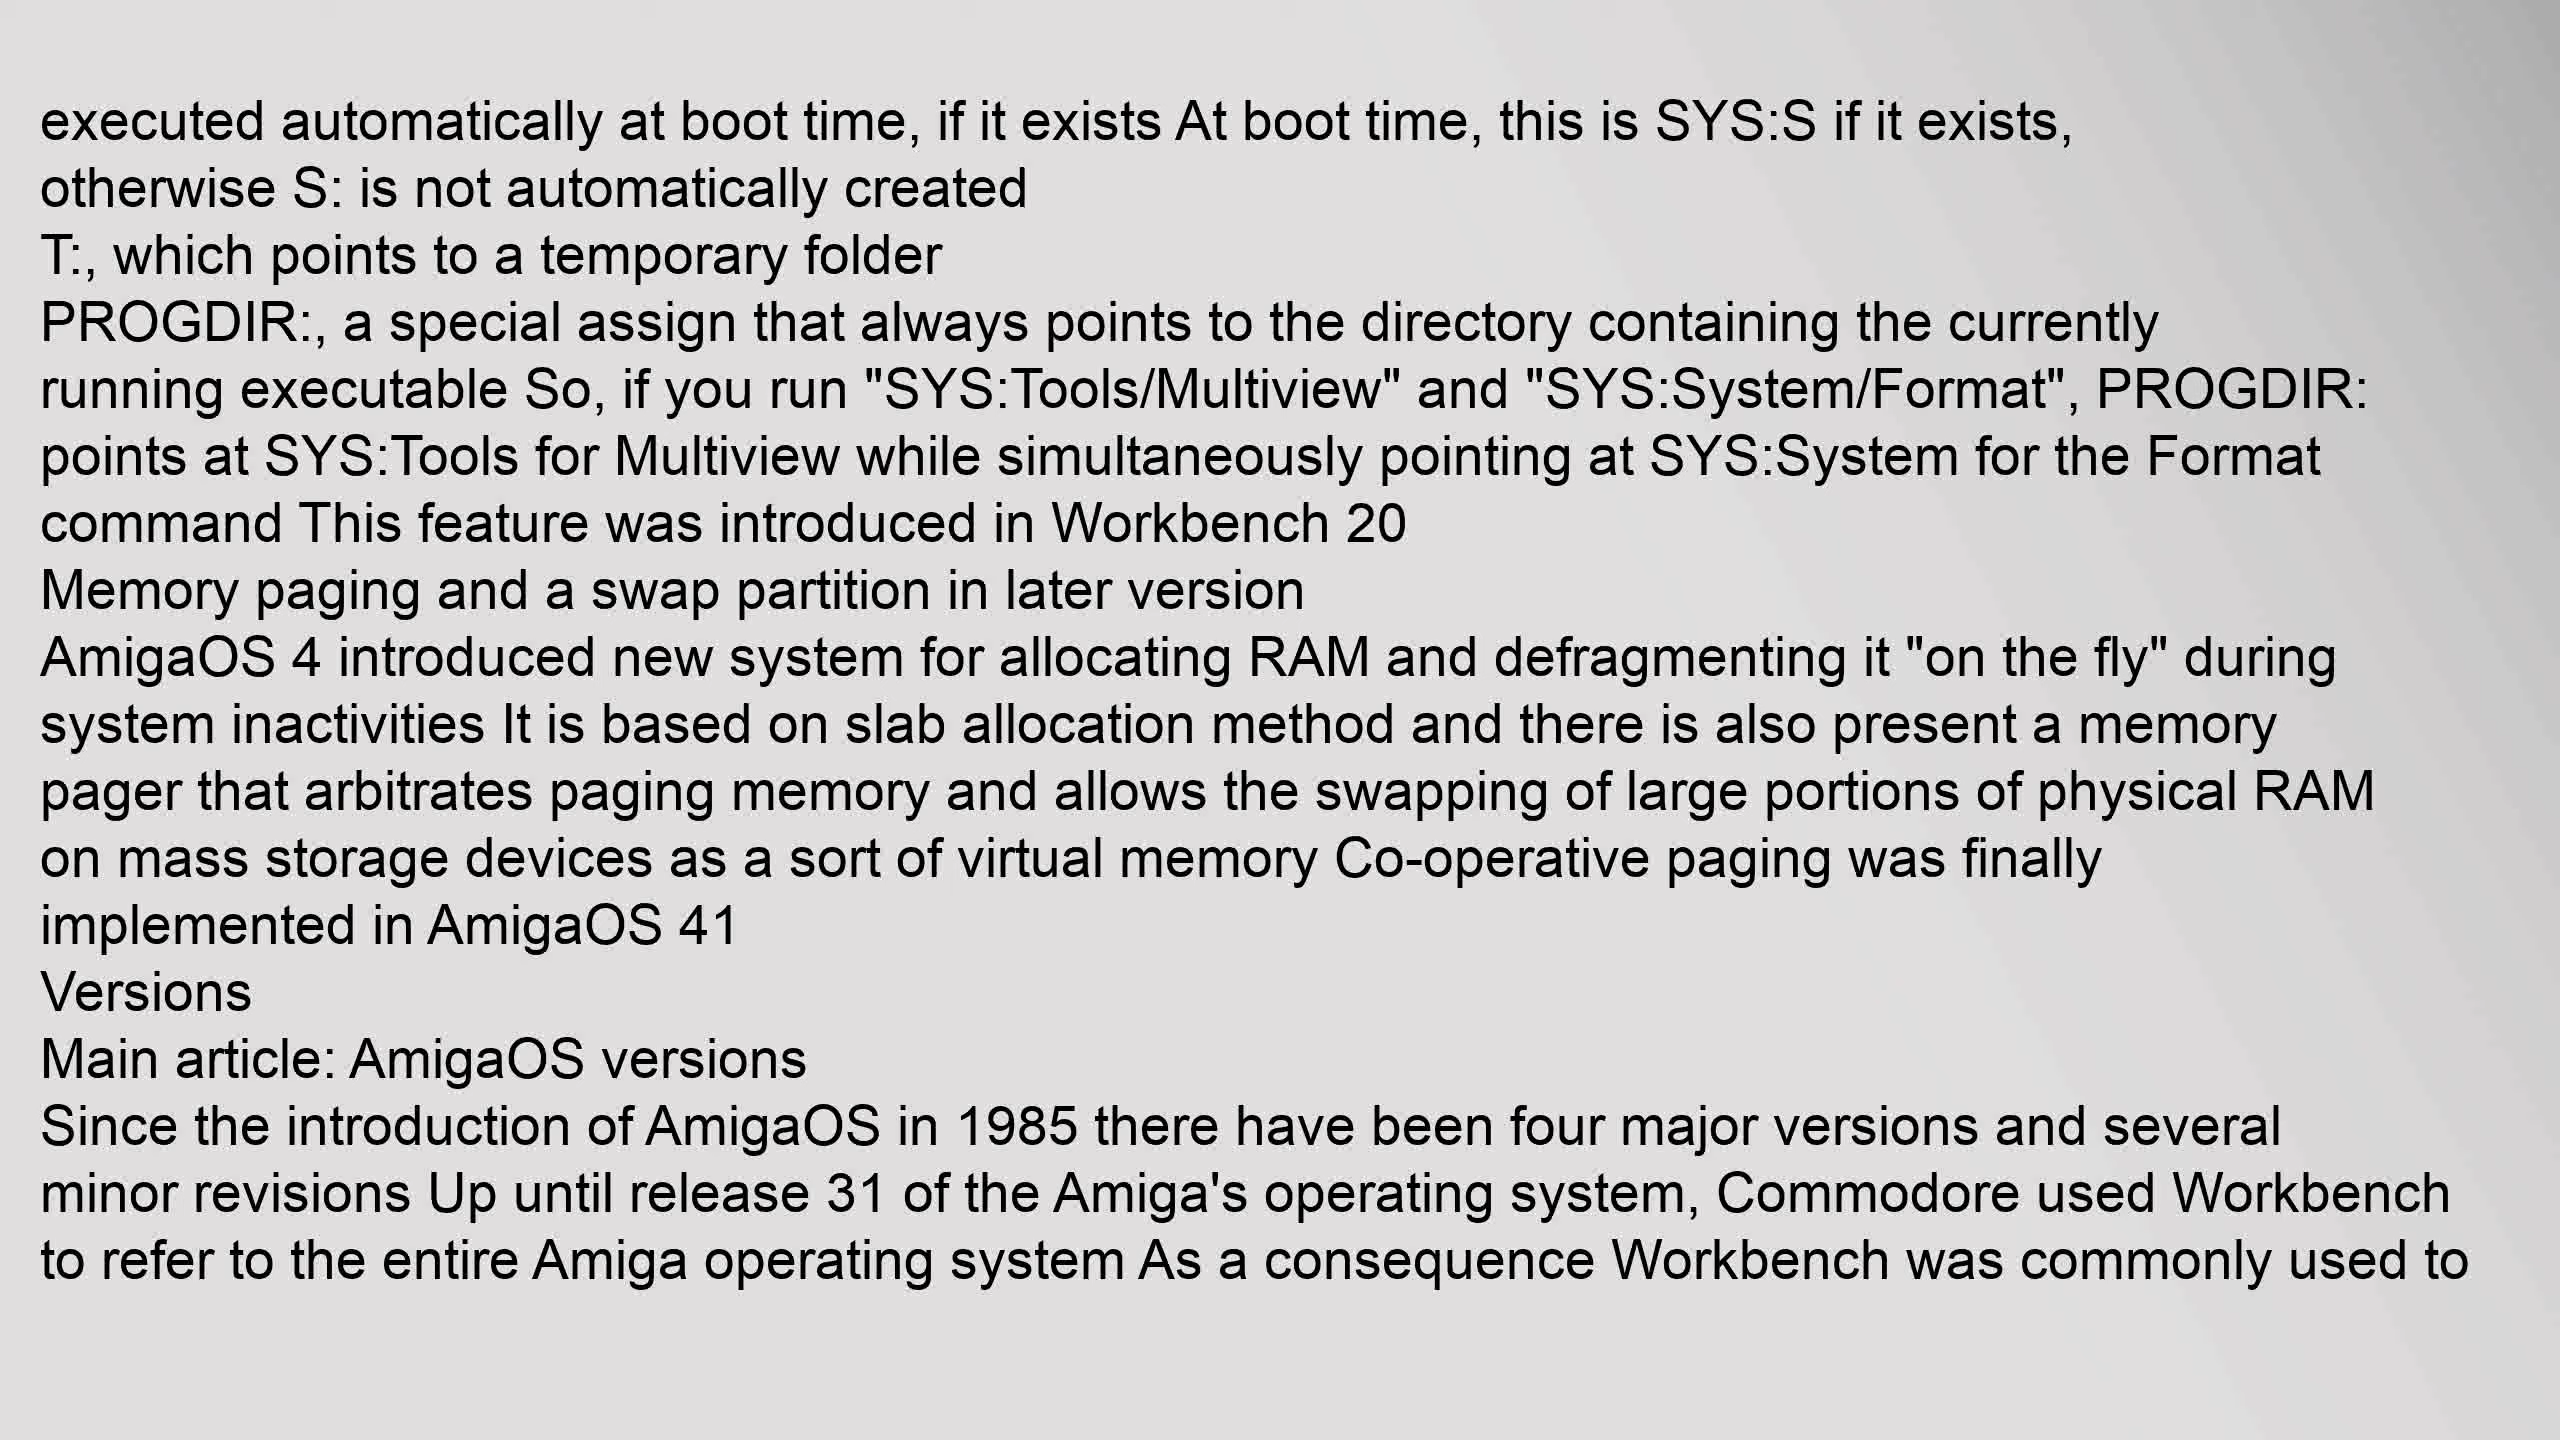 executed automatically at boot time, if it exists At boot time, this is SYS:S if it exists,
otherwise S: is not automatically created
T:, which points to a temporary folder
PROGDIR:, a special assign that always points to the directory containing the currently
running executable So, if you run "SYS:Tools/Multiview" and "SYS:System/Format", PROGDIR:
points at SYS:Tools for Multiview while simultaneously pointing at SYS:System for the Format
command This feature was introduced in Workbench 20
Memory paging and a swap partition in later version
AmigaOS 4 introduced new system for allocating RAM and defragmenting it "on the fly" during
system inactivities It is based on slab allocation method and there is also present a memory
pager that arbitrates paging memory and allows the swapping of large portions of physical RAM
on mass storage devices as a sort of virtual memory Co-operative paging was finally
implemented in AmigaOS 41
Versions
Main article: AmigaOS versions
Since the introduction of AmigaOS in 1985 there have been four major versions and several
minor revisions Up until release 31 of the Amiga's operating system, Commodore used Workbench
to refer to the entire Amiga operating system As a consequence Workbench was commonly used to